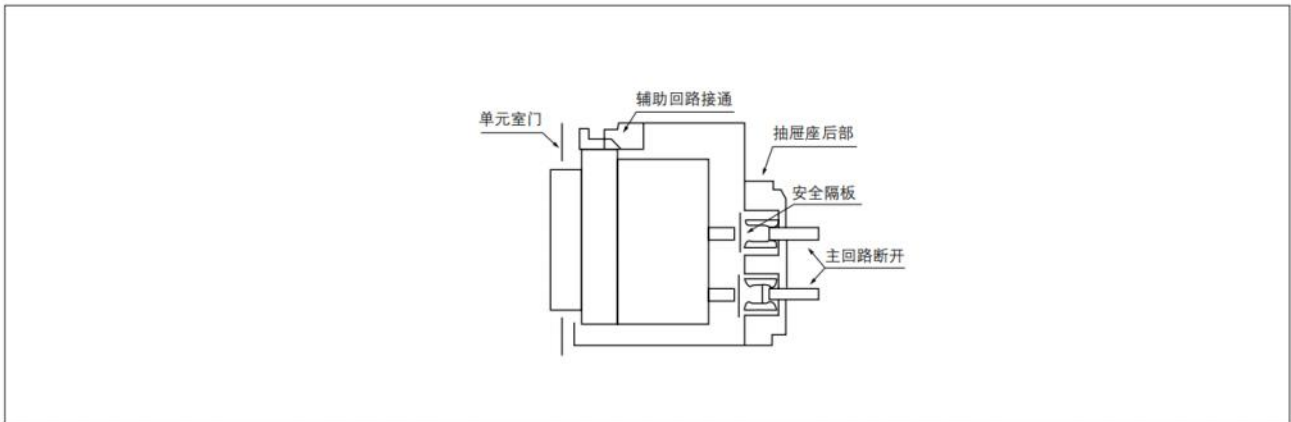 辅助回路接通
单元室门
抽屉座后部
安全隔板
主回路断开